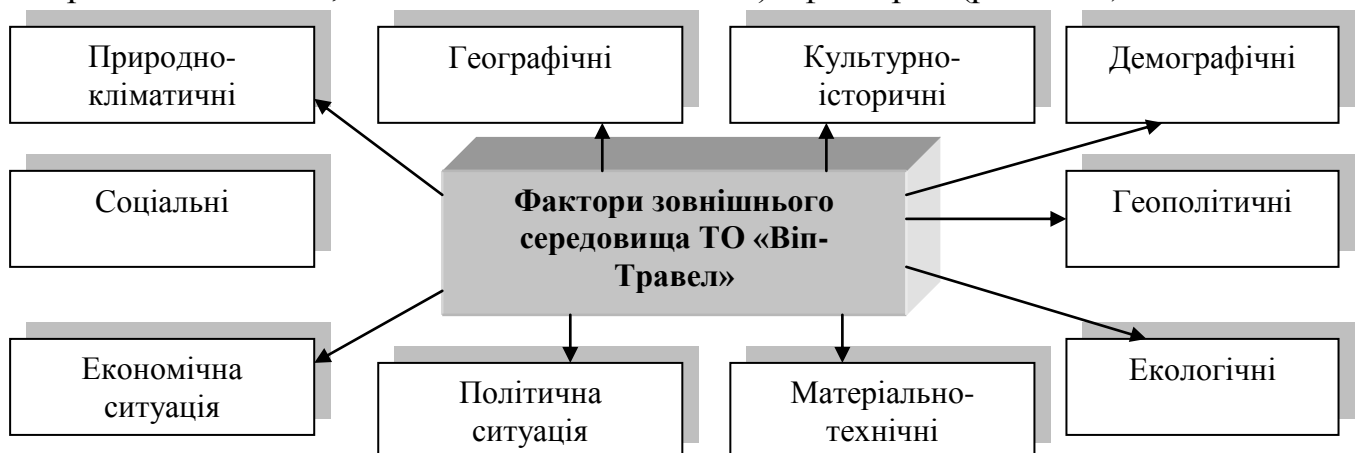 Природно-
кліматичні
Географічні
Культурно-
історичні
Демографічні
Соціальні
Фактори зовнішнього
середовища ТО «Віп-
Травел»
Геополітичні
Економічна
ситуація
Політична
ситуація
Матеріально-
технічні
Екологічні